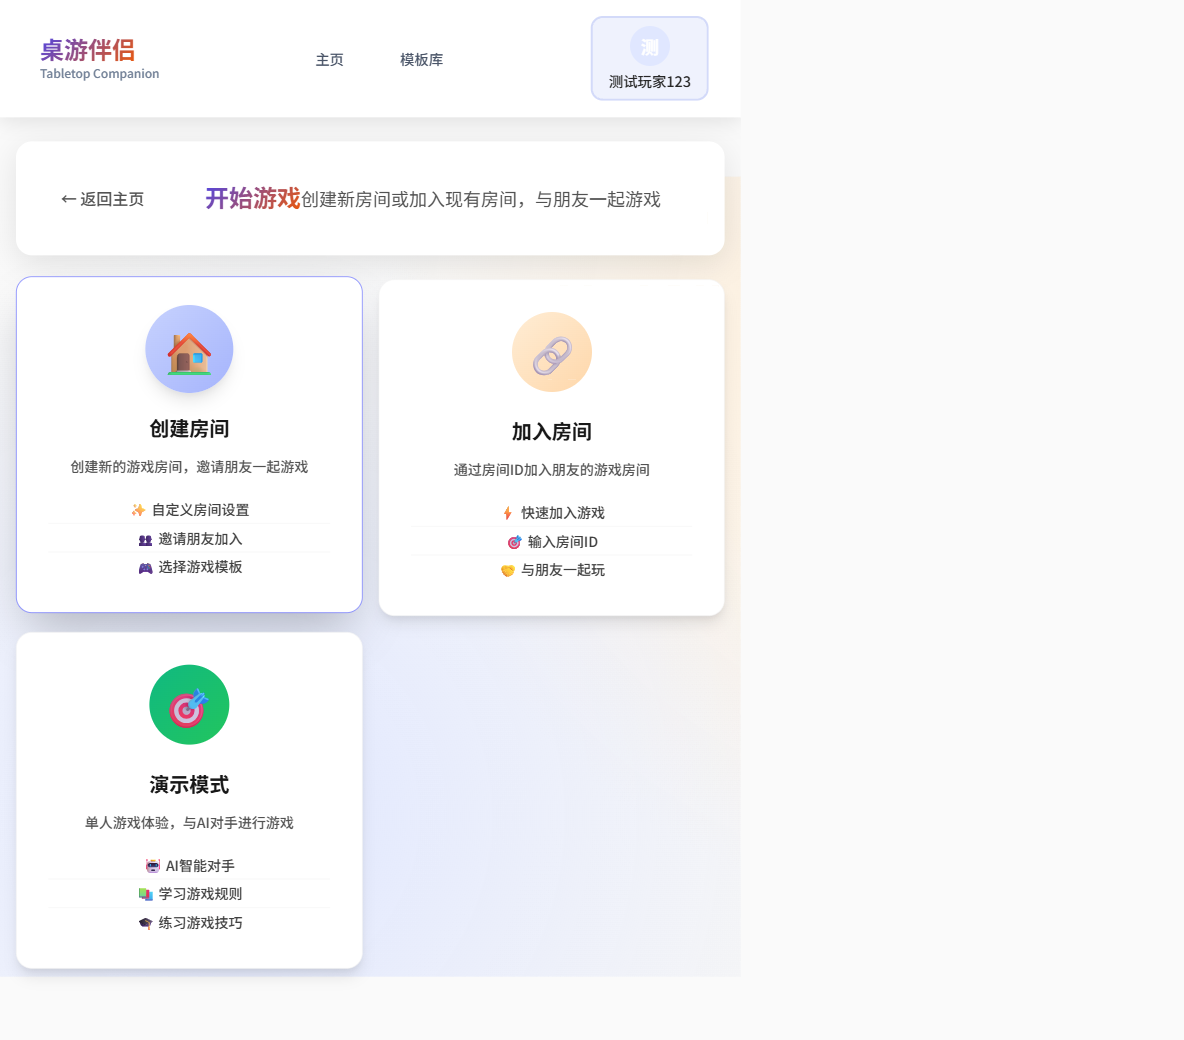 桌游伴侣
Tabletop Companion
主页
模板库
测
测试玩家123
← 返回主页
开始游戏创建新房间或加入现有房间，与朋友一起游戏
创建房间
创建新的游戏房间，邀请朋友一起游戏
✨ 自定义房间设置
👥 邀请朋友加入
🎮 选择游戏模板
加入房间
通过房间ID加入朋友的游戏房间
⚡ 快速加入游戏
🎯 输入房间ID
🤝 与朋友一起玩
演示模式
单人游戏体验，与AI对手进行游戏
🤖 AI智能对手
📚 学习游戏规则
🎓 练习游戏技巧